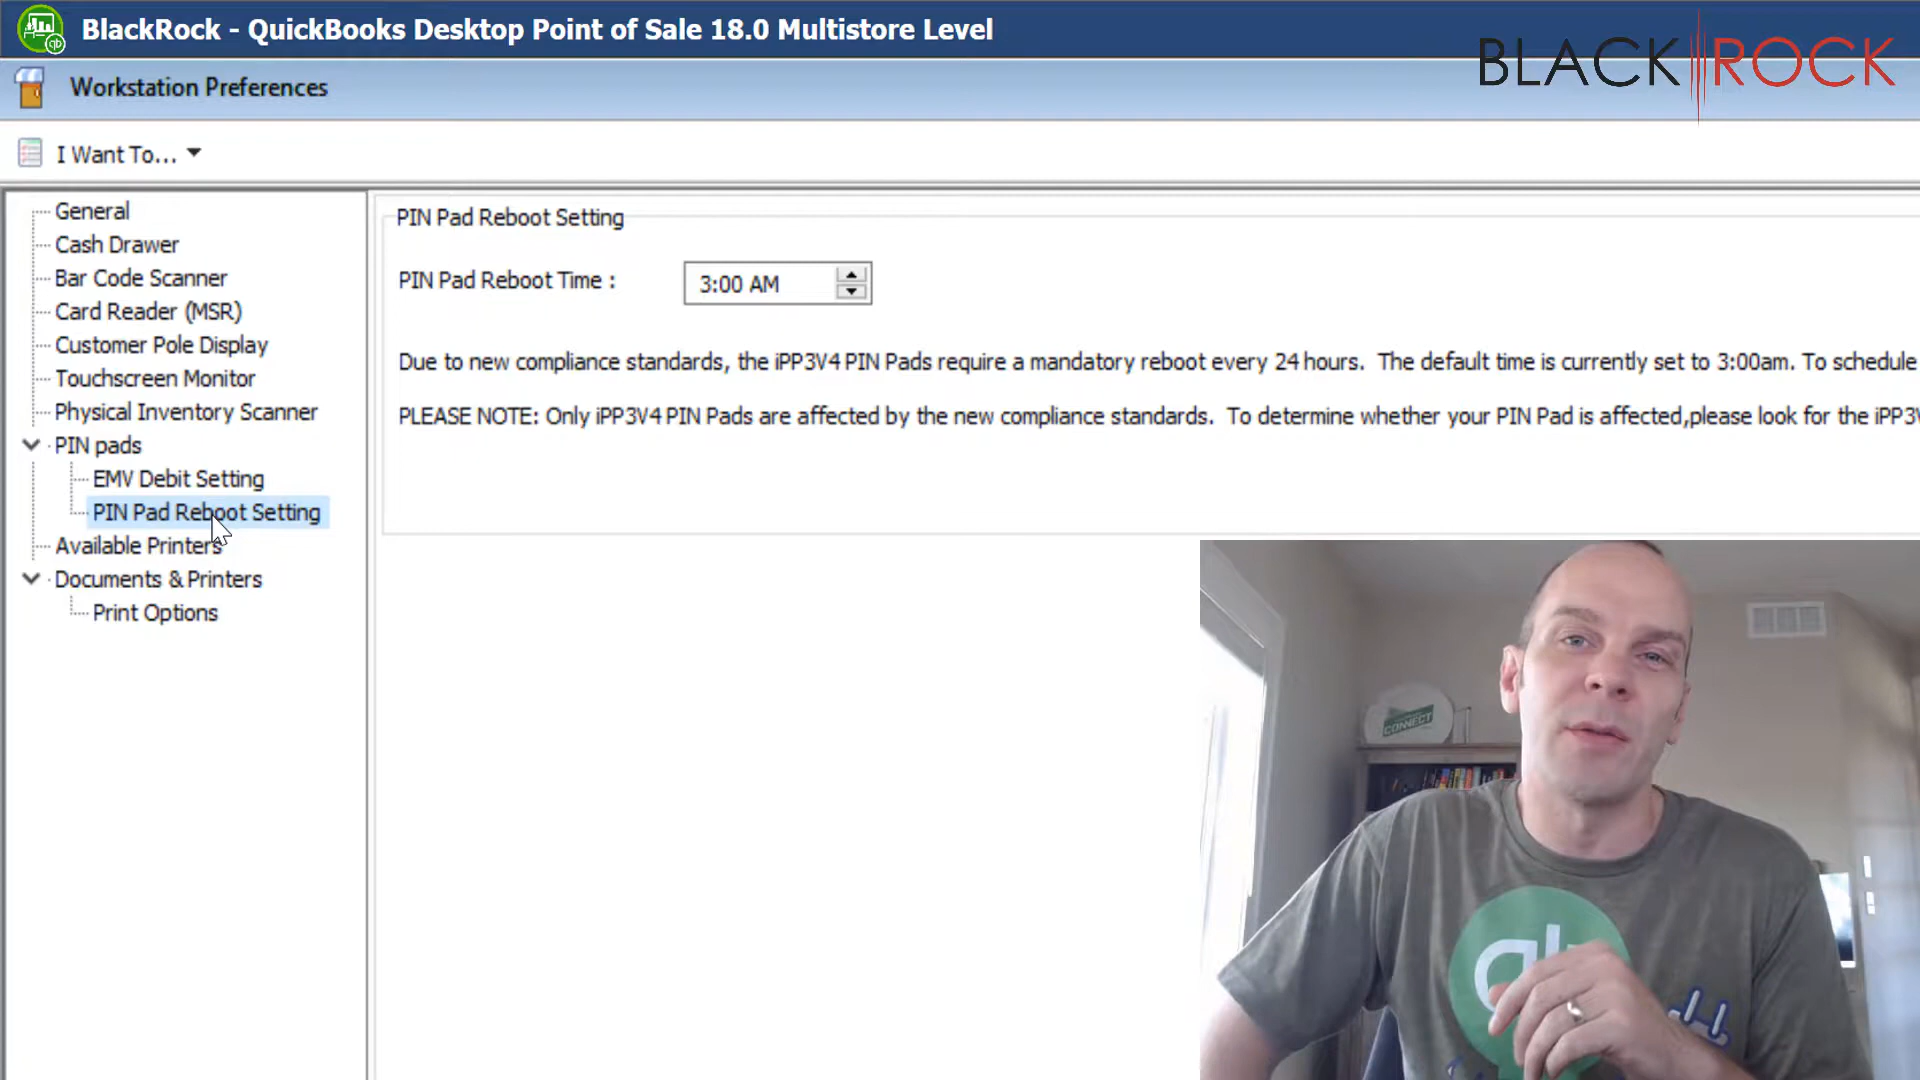 BlackRock - QuickBooks Desktop Point of Sale 18.0 Multistore Level
BLACK ROCK
Workstation Preferences
I Want To...
General
Cash Drawer
Bar Code Scanner
Card Reader (MSR)
Customer Pole Display
Touchscreen Monitor
Physical Inventory Scanner
PIN pads
EMV Debit Setting
PIN Pad Reboot Setting
Available Printers
Documents & Printers
Print Options
PIN Pad Reboot Setting
PIN Pad Reboot Time :
3:00 AM
Due to new compliance standards, the iPP3V4 PIN Pads require a mandatory reboot every 24 hours. The default time is currently set to 3:00am. To schedule
PLEASE NOTE: Only iPP3V4 PIN Pads are affected by the new compliance standards. To determine whether your PIN Pad is affected,please look for the iPP3V
CONNECT
qb